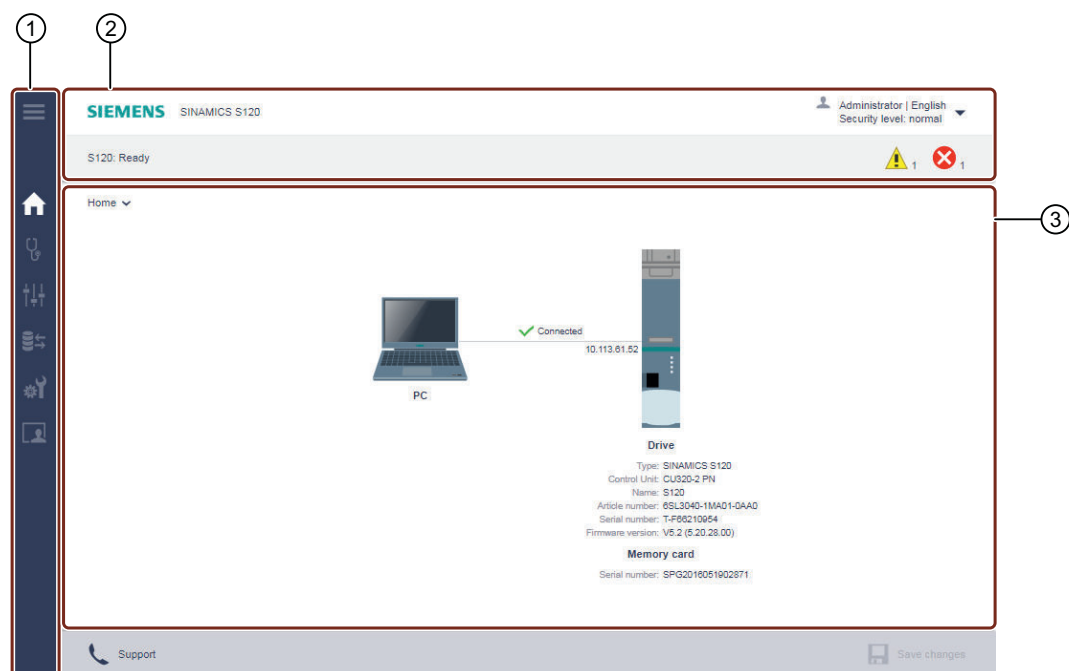 1
2
SIEMENS SINAMICS S120
Administrator | English
Security level: normal
S120: Ready
1
1
Home
3
Connected
10.113.61.52
PC
Drive
Type: SINAMICS S120
Control Unit: CU320-2 PN
Name: S120
Article number: 6SL3040-1MA01-0AA0
Serial number: T-F66210954
Firmware version: V5.2 (5.20.28.00)
Memory card
Serial number: SPG2016051902871
Support
Save changes